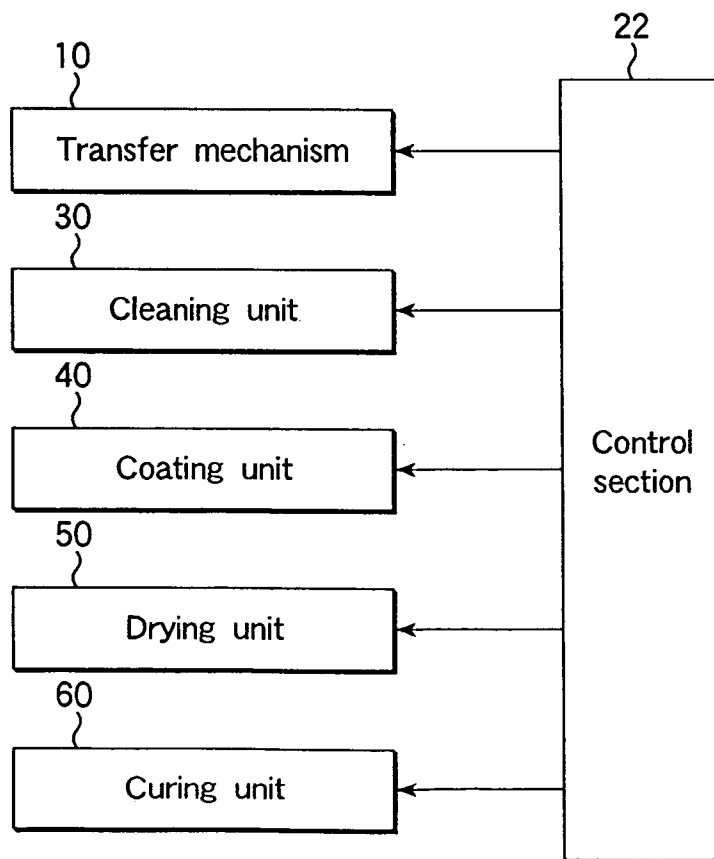 22
10
Transfer mechanism
30
Cleaning unit
40
Coating unit
Control
section
50
Drying unit
60
Curing unit